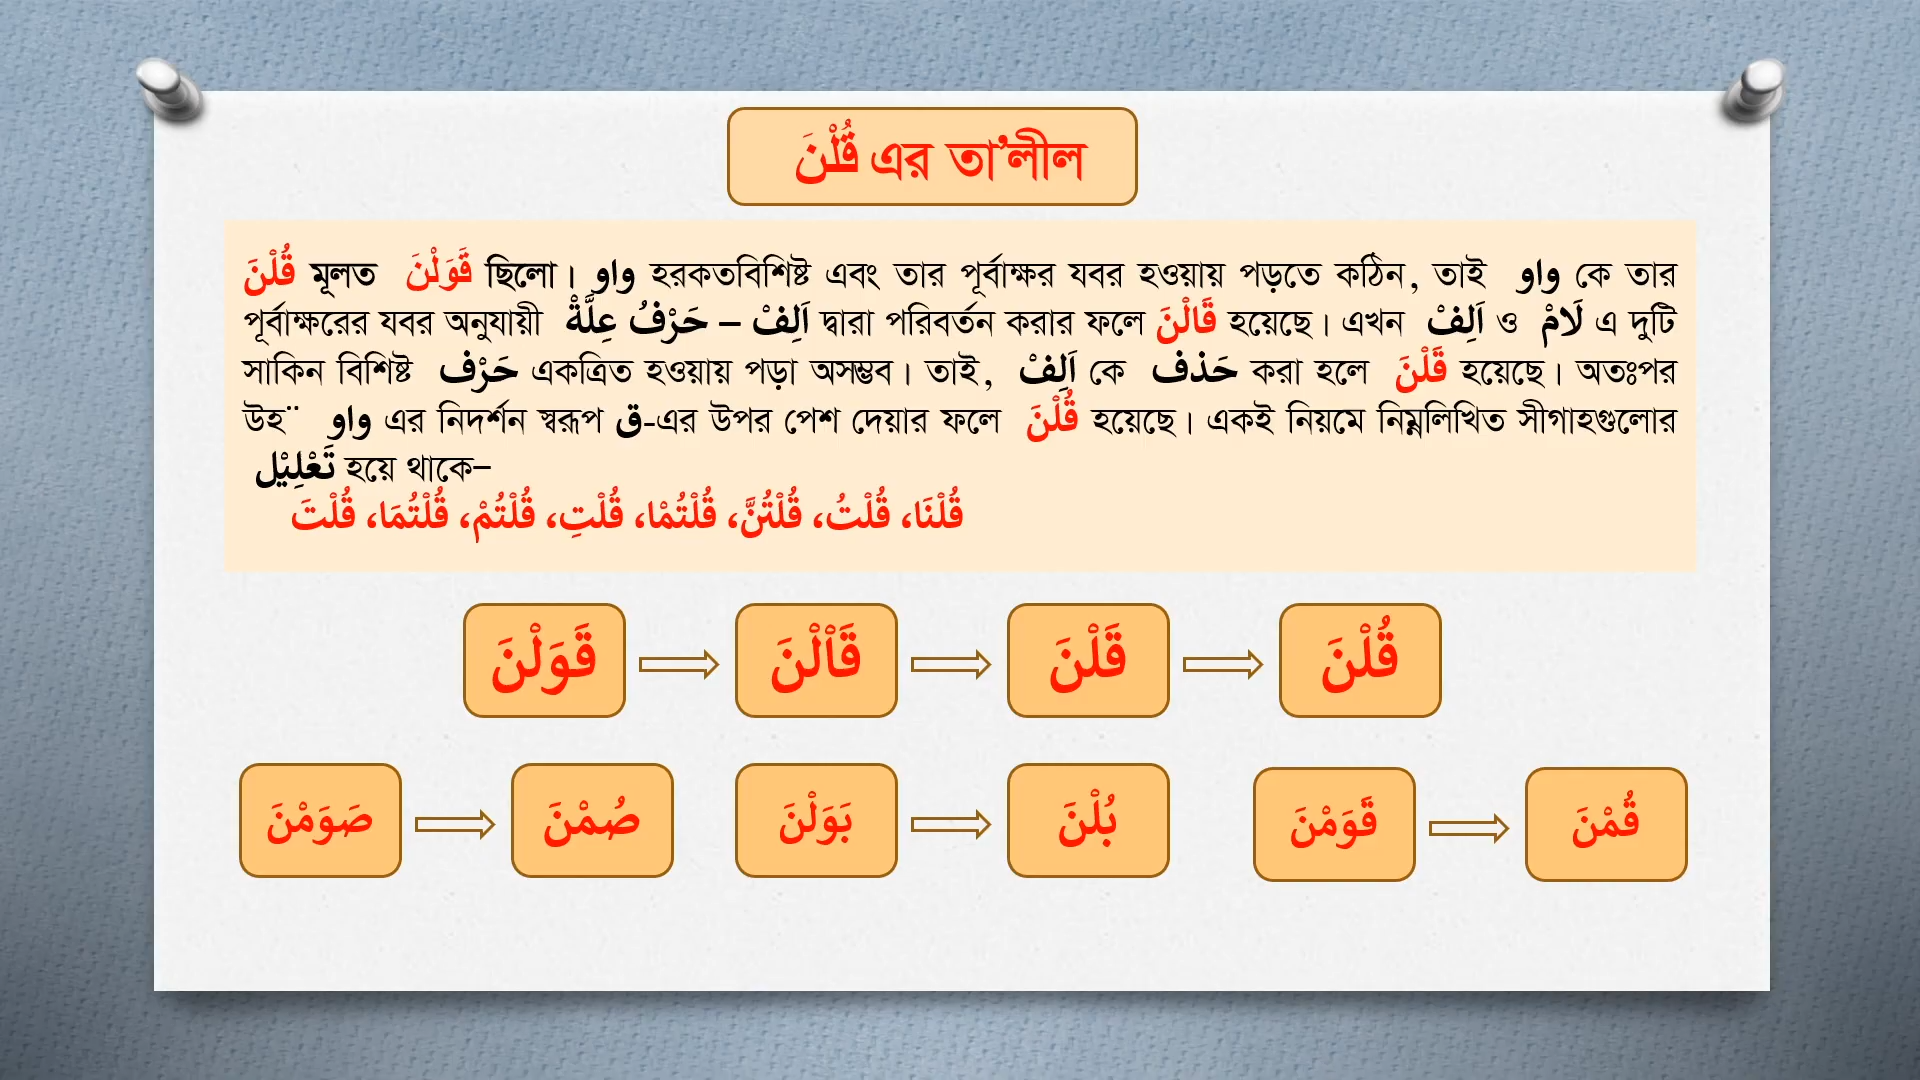 قُلْنَ এর তা’লীল
قُلْنَ মূলত قَوَلْنَ ছিলো। واو হরকতবিশিষ্ট এবং তার পূর্বাক্ষর যবর হওয়ায় পড়তে কঠিন, তাই واو কে তার
পূর্বাক্ষরের যবর অনুযায়ী اَلِفْ – حَرْفُ عِلَّةْ দ্বারা পরিবর্তন করার ফলে قَالْنَ হয়েছে। এখন اَلِفْ ও لَامْ এ দুটি
সাকিন বিশিষ্ট حَرْف একত্রিত হওয়ায় পড়া অসম্ভব। তাই, اَلِفْ কে حَذف করা হলে قَلْنَ হয়েছে। অতঃপর
উহ¨ واو এর নিদর্শন স্বরূপ ق-এর উপর পেশ দেয়ার ফলে قُلْنَ হয়েছে। একই নিয়মে নিম্নলিখিত সীগাহগুলোর
تَعْلِيْل হয়ে থাকে–
قُلْنَا، قُلْتُ، قُلْتُنَّ، قُلْتُمْا، قُلْتِ، قُلْتُمْ، قُلْتُمَا، قُلْتَ
قَوَلْنَ قَاْلْنَ قَلْنَ قُلْنَ
صَوَمْنَ صُمْنَ بَوَلْنَ بُلْنَ قَوَمْنَ قُمْنَ